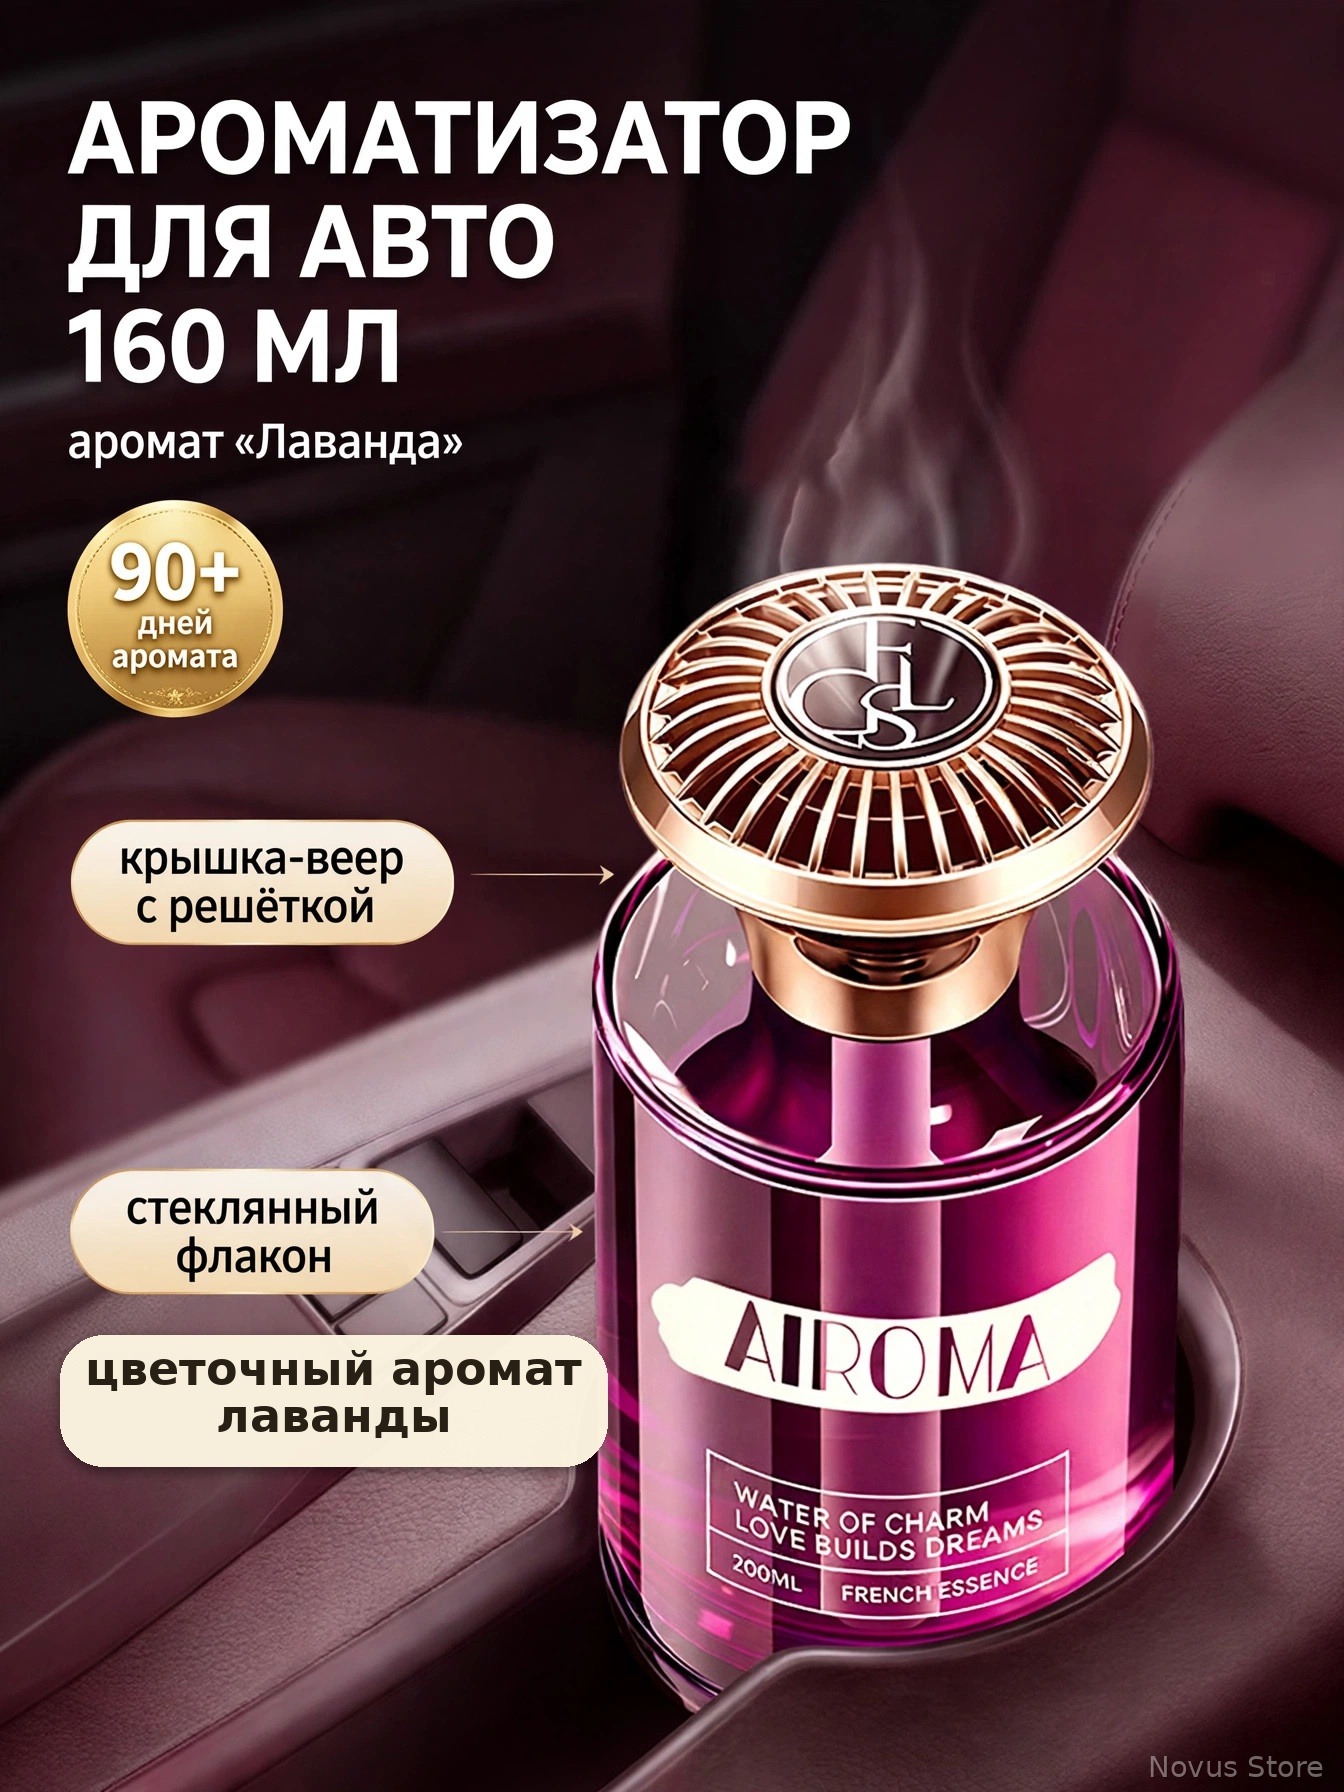 АРОМАТИЗАТОР
ДЛЯ АВТО
160 МЛ
аромат «Лаванда»
90+
дней
аромата
крышка-веер
с решёткой
стеклянный
флакон
цветочный аромат
лаванды
F
L
C
S
AIROMA
WATER OF CHARM
LOVE BUILDS DREAMS
200ML
FRENCH ESSENCE
Novus Store